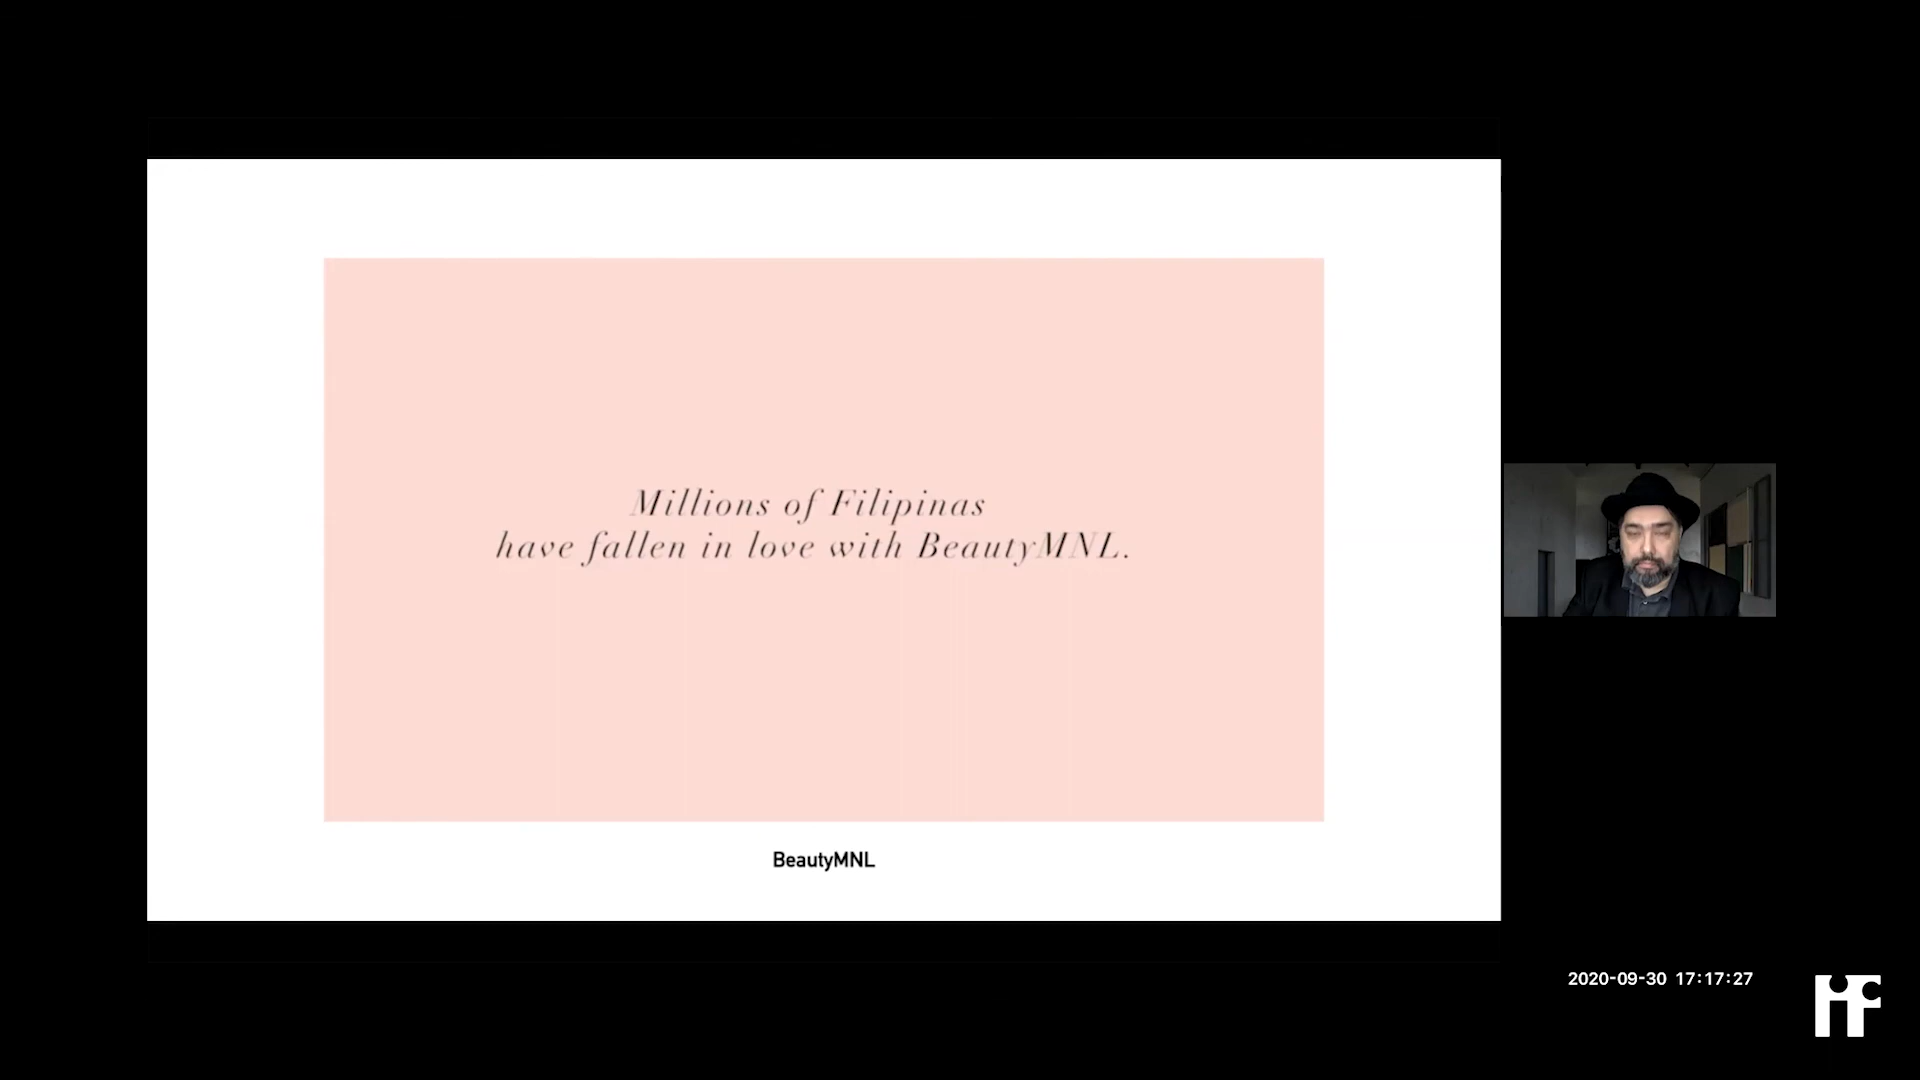 Millions of Filipinas
have fallen in love with BeautyMNL.
BeautyMNL
2020-09-30 17:17:27